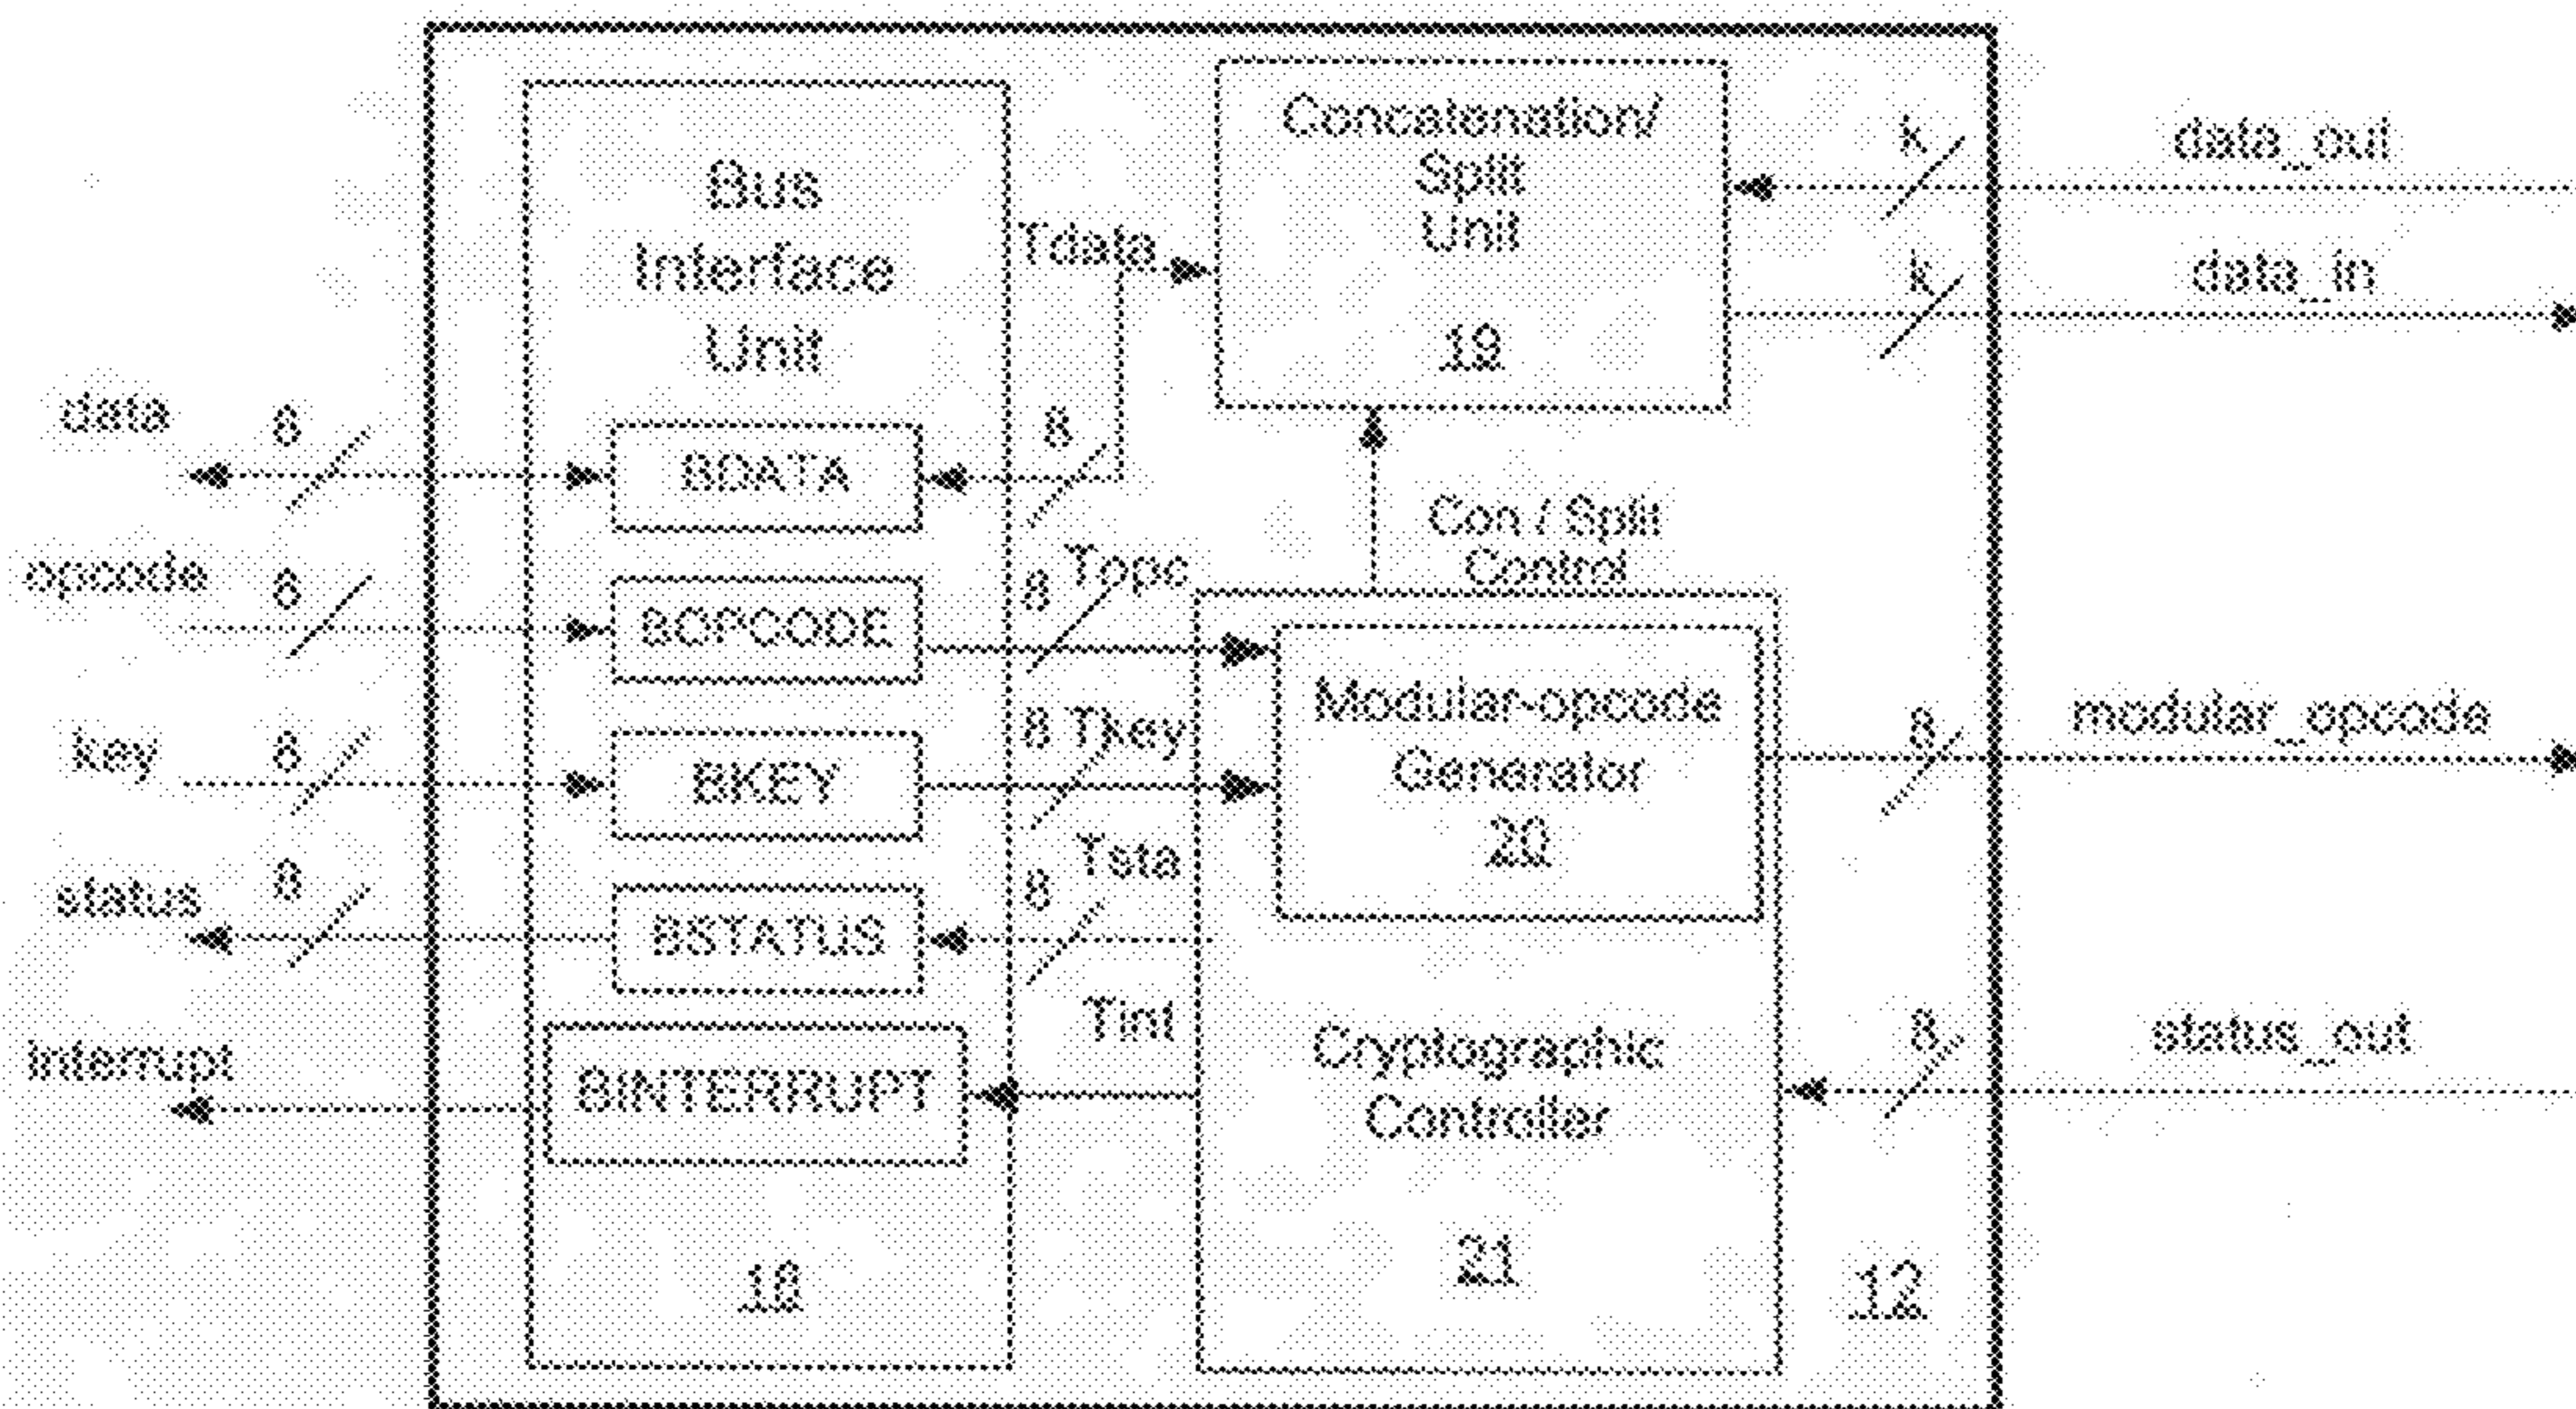 Bus
Interface
Unit
Concatenation/
Split
Unit
19
k
data_out
k
data_in
Tdata
data
8
BDATA
8
Con / Split
Control
opcode
8
BOPCODE
8 Topc
Modular-opcode
Generator
20
key
8
BKEY
8 Tkey
8
modular_opcode
status
8
BSTATUS
8 Tsta
interrupt
BINTERRUPT
Tint
Cryptographic
Controller
21
8
status_out
12